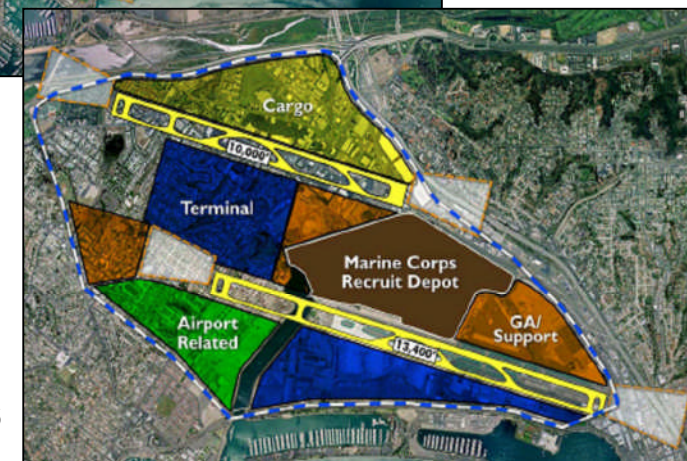 Cargo
10,000'
Terminal
Marine Corps
Recruit Depot
GA/
Support
Airport
Related
13,400'